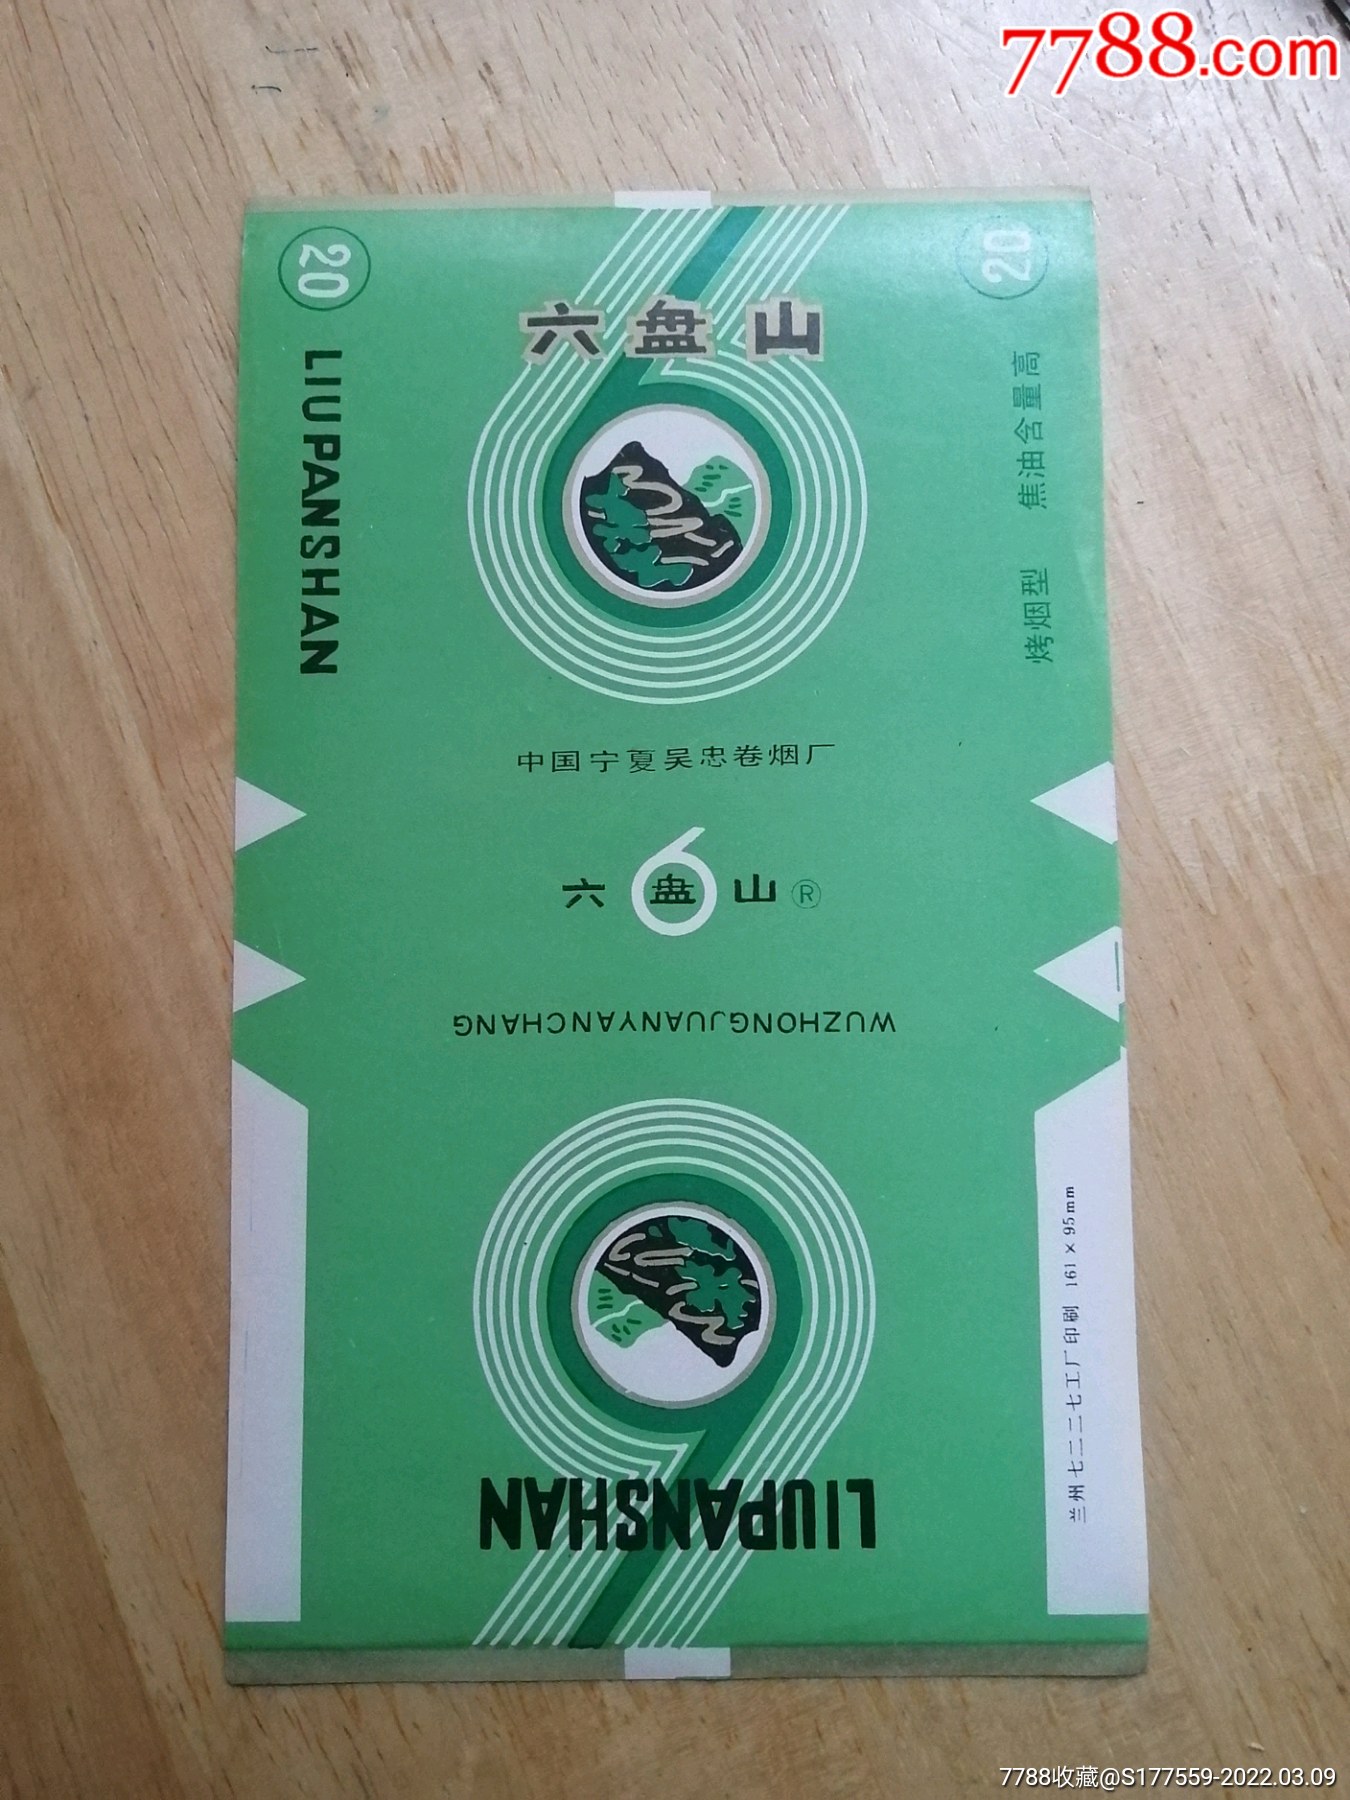 7788.com
20
20
六盘山
LIUPANSHAN
焦油含量高
烤烟型
中国宁夏吴忠卷烟厂
六盘山®
WUZHONGJUANYANCHANG
LIUPANSHAN
兰州七二二七工厂印刷 161×95mm
7788收藏@S177559-2022.03.09